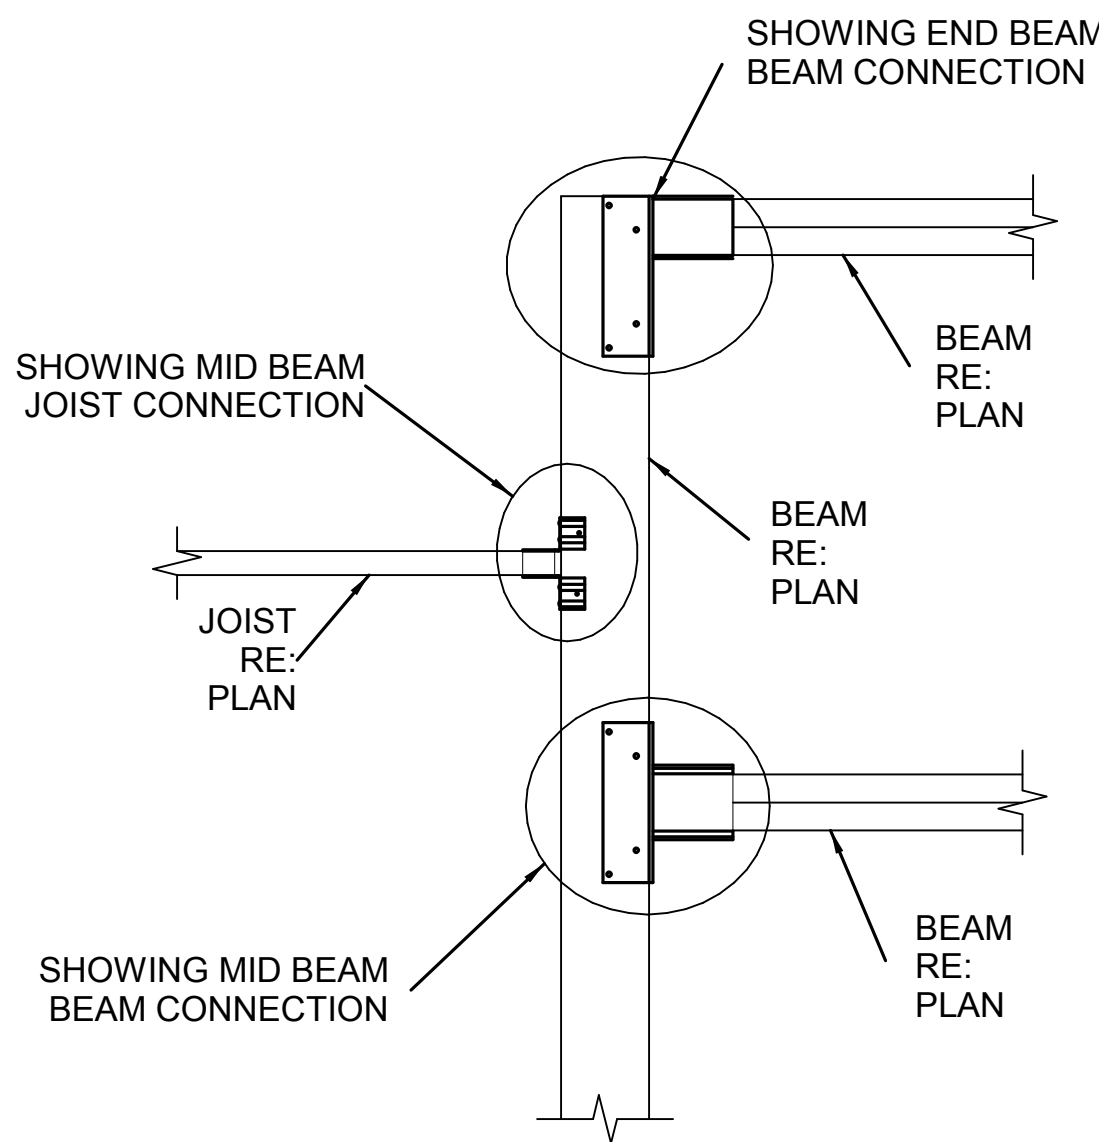 SHOWING END BEAM
BEAM CONNECTION
BEAM
RE:
PLAN
SHOWING MID BEAM
JOIST CONNECTION
BEAM
RE:
PLAN
JOIST
RE:
PLAN
BEAM
RE:
PLAN
SHOWING MID BEAM
BEAM CONNECTION